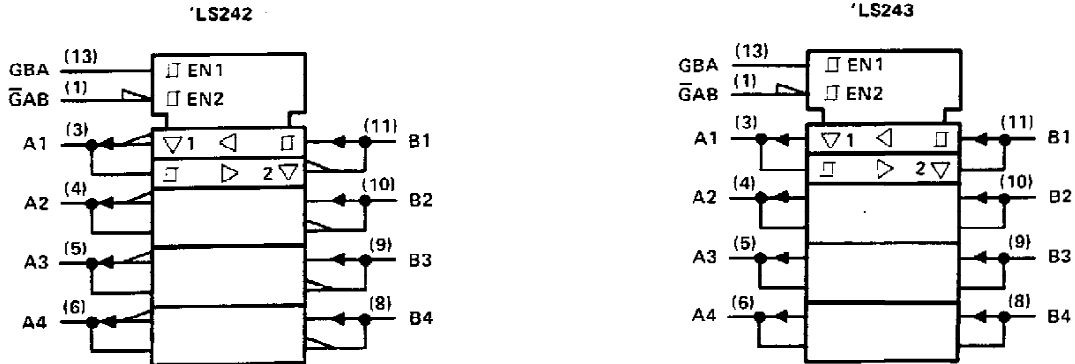 'LS242
GBA (13) EN1
G̅AB (1) EN2
A1 (3) 1 (11) B1
2
A2 (4) (10) B2
A3 (5) (9) B3
A4 (6) (8) B4
'LS243
GBA (13) EN1
G̅AB (1) EN2
A1 (3) 1 (11) B1
2
A2 (4) (10) B2
A3 (5) (9) B3
A4 (6) (8) B4